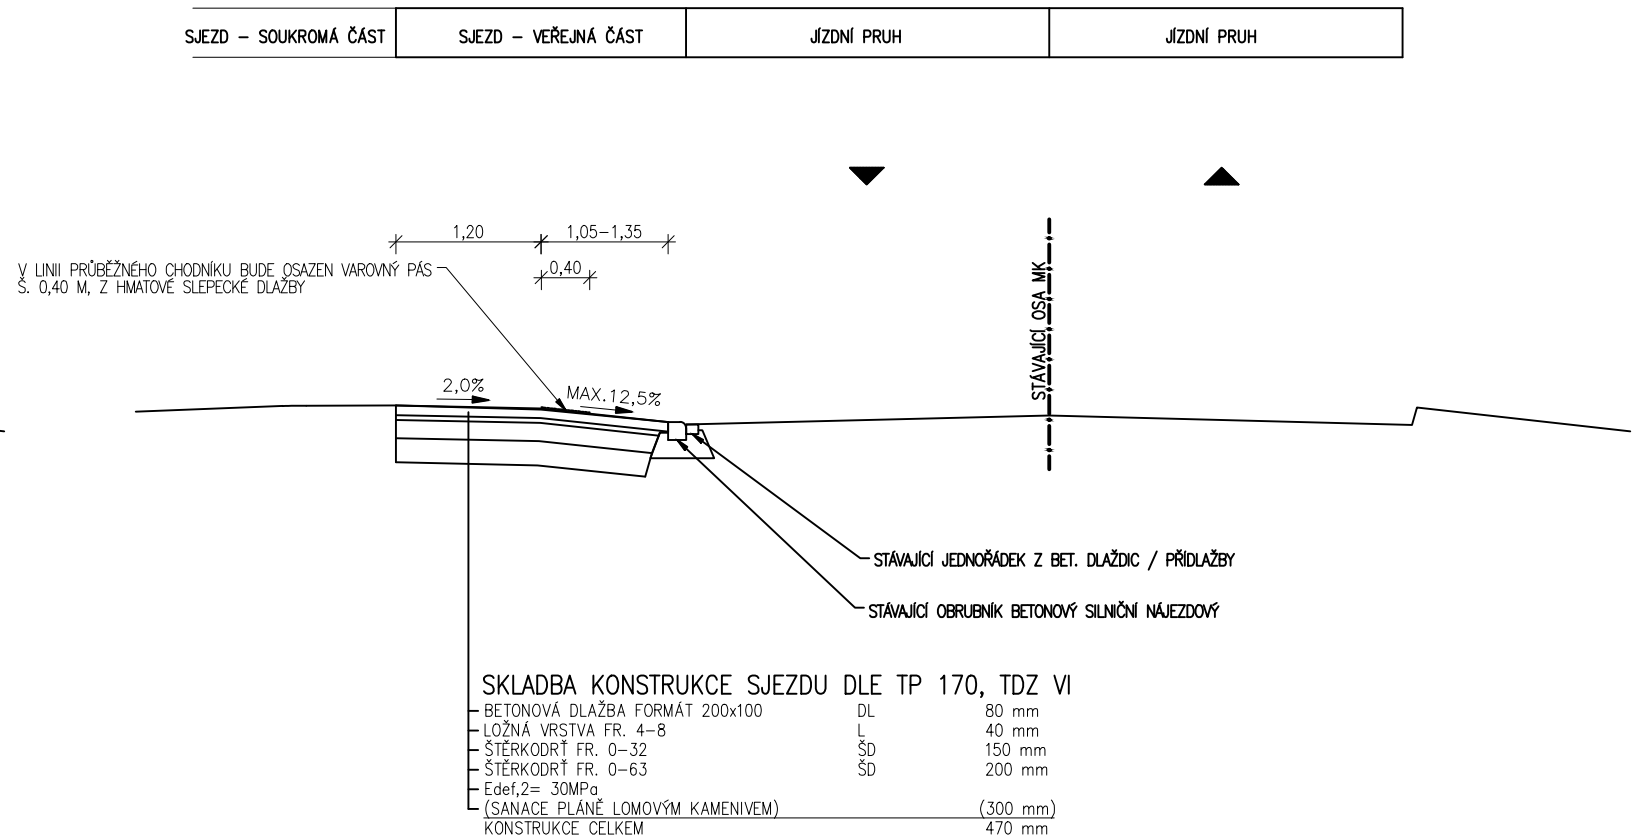 SJEZD – SOUKROMÁ ČÁST
SJEZD – VEŘEJNÁ ČÁST
JÍZDNÍ PRUH
JÍZDNÍ PRUH
1,20
1,05–1,35
0,40
V LINII PRŮBĚŽNÉHO CHODNÍKU BUDE OSAZEN VAROVNÝ PÁS
Š. 0,40 M, Z HMATOVÉ SLEPECKÉ DLAŽBY
STÁVAJÍCÍ OSA MK
2,0%
MAX.12,5%
STÁVAJÍCÍ JEDNOŘÁDEK Z BET. DLAŽDIC / PŘÍDLAŽBY
STÁVAJÍCÍ OBRUBNÍK BETONOVÝ SILNIČNÍ NÁJEZDOVÝ
SKLADBA KONSTRUKCE SJEZDU DLE TP 170, TDZ VI
BETONOVÁ DLAŽBA FORMÁT 200x100 DL 80 mm
LOŽNÁ VRSTVA FR. 4–8 L 40 mm
ŠTĚRKODRŤ FR. 0–32 ŠD 150 mm
ŠTĚRKODRŤ FR. 0–63 ŠD 200 mm
Edef,2= 30MPa
(SANACE PLÁNĚ LOMOVÝM KAMENIVEM) (300 mm)
KONSTRUKCE CELKEM 470 mm